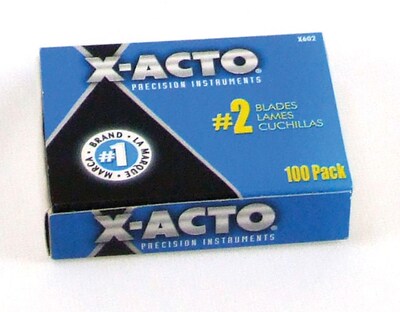 X602
X-ACTO®
PRECISION INSTRUMENTS
#2 BLADES
LAMES
CUCHILLAS
BRAND • LA MARQUE • MARCA •
#1
100 Pack
X-ACTO®
PRECISION INSTRUMENTS